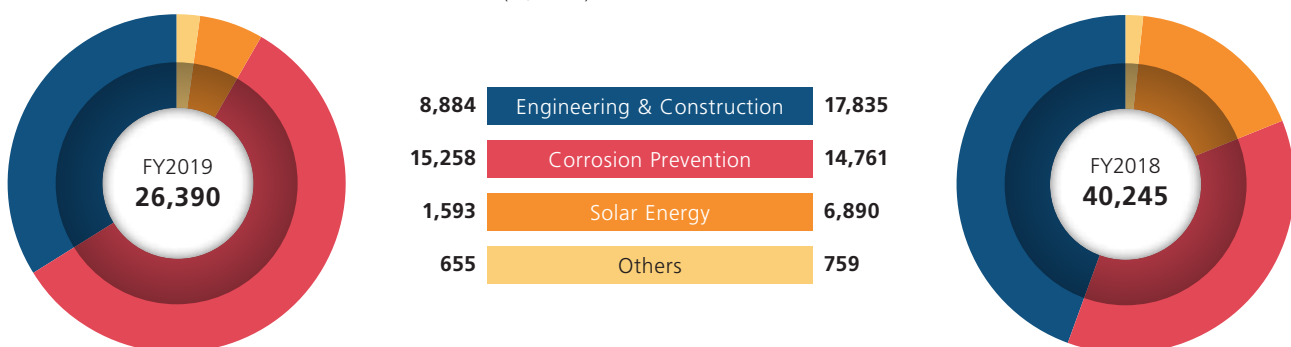 FY2019
26,390
8,884 Engineering & Construction 17,835
15,258 Corrosion Prevention 14,761
1,593 Solar Energy 6,890
655 Others 759
FY2018
40,245